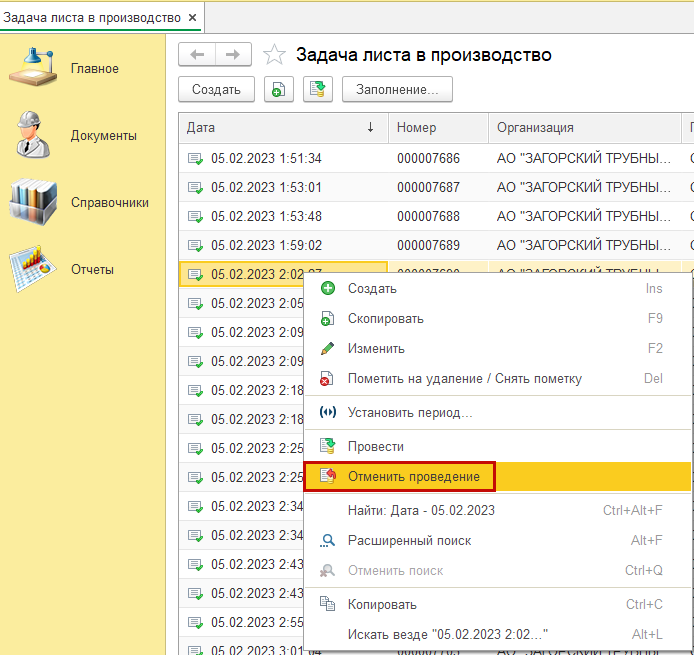 Задача листа в производство ×
Главное
Документы
Справочники
Отчеты
Задача листа в производство
Создать
Заполнение...
Дата ↓ Номер Организация
05.02.2023 1:51:34 000007686 АО "ЗАГОРСКИЙ ТРУБНЫ...
05.02.2023 1:53:01 000007687 АО "ЗАГОРСКИЙ ТРУБНЫ...
05.02.2023 1:53:48 000007688 АО "ЗАГОРСКИЙ ТРУБНЫ...
05.02.2023 1:59:02 000007689 АО "ЗАГОРСКИЙ ТРУБНЫ...
05.02.2023 2:02
05.02.2023 2:05
05.02.2023 2:09
05.02.2023 2:09
05.02.2023 2:18
05.02.2023 2:18
05.02.2023 2:25
05.02.2023 2:25
05.02.2023 2:34
05.02.2023 2:34
05.02.2023 2:43
05.02.2023 2:43
05.02.2023 2:55
05.02.2023 3:01
Создать Ins
Скопировать F9
Изменить F2
Пометить на удаление / Снять пометку Del
Установить период...
Провести
Отменить проведение
Найти: Дата - 05.02.2023 Ctrl+Alt+F
Расширенный поиск Alt+F
Отменить поиск Ctrl+Q
Копировать Ctrl+C
Искать везде "05.02.2023 2:02..." Alt+L